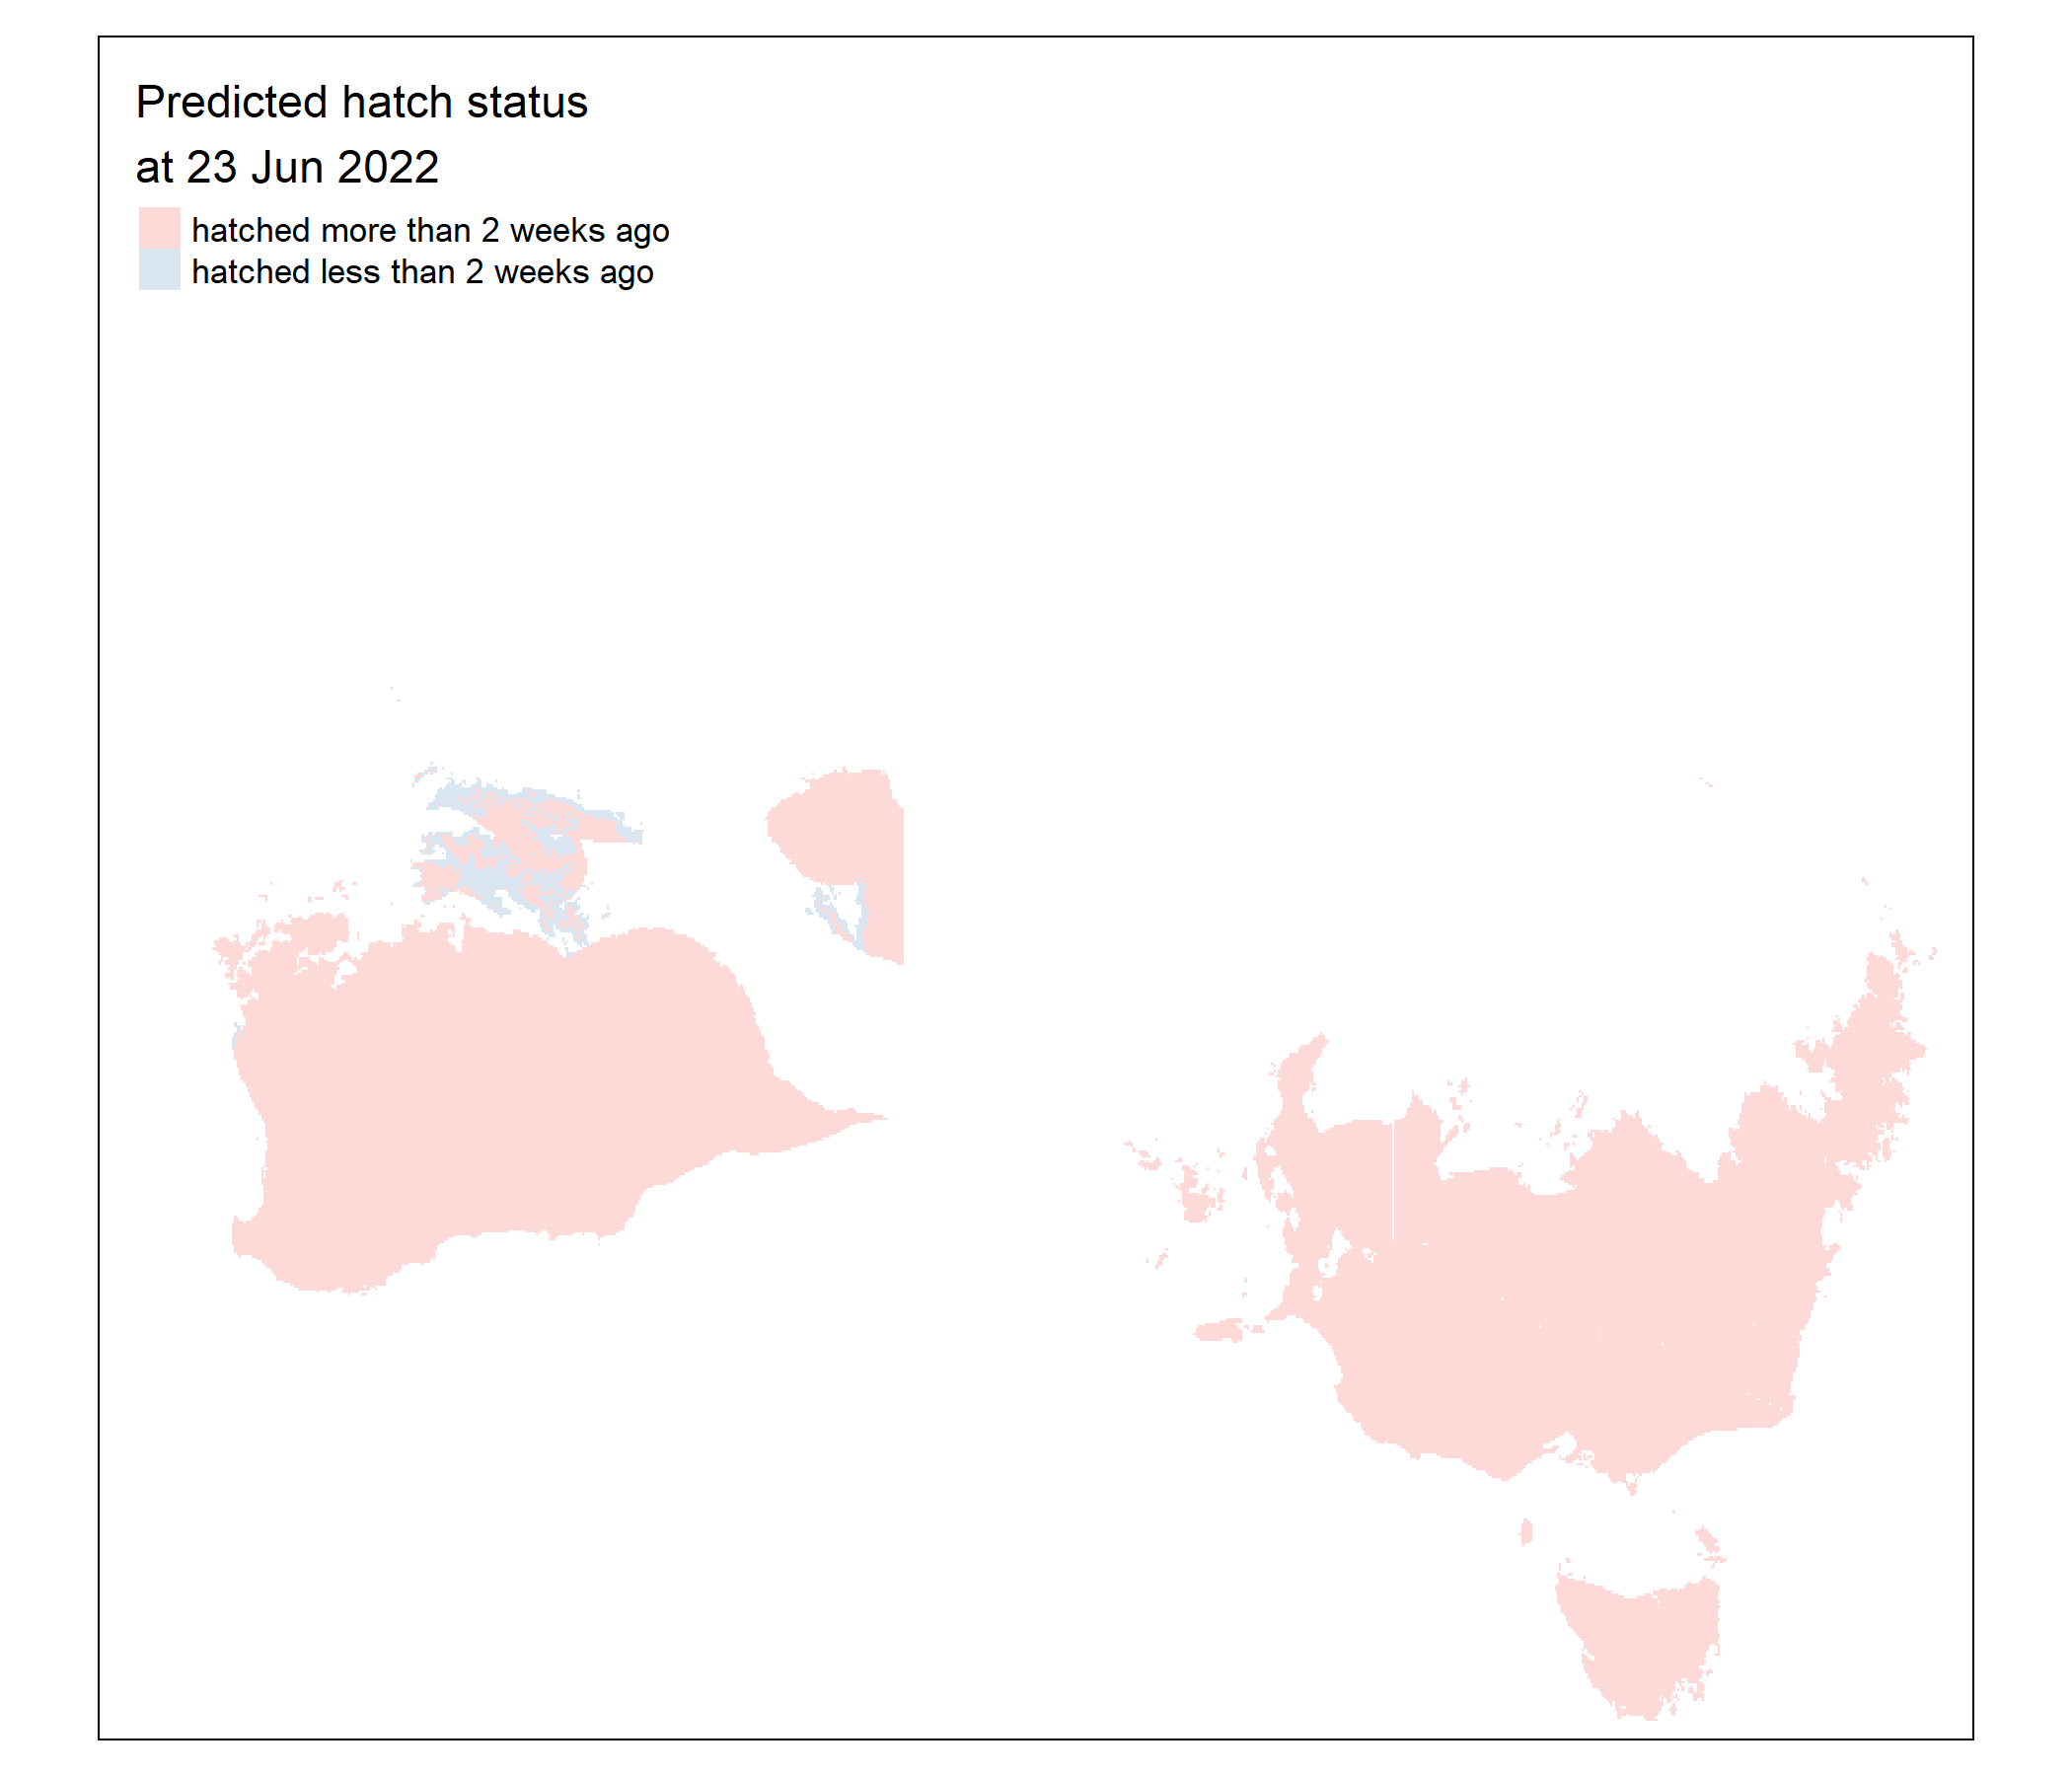 Predicted hatch status
at 23 Jun 2022
hatched more than 2 weeks ago
hatched less than 2 weeks ago